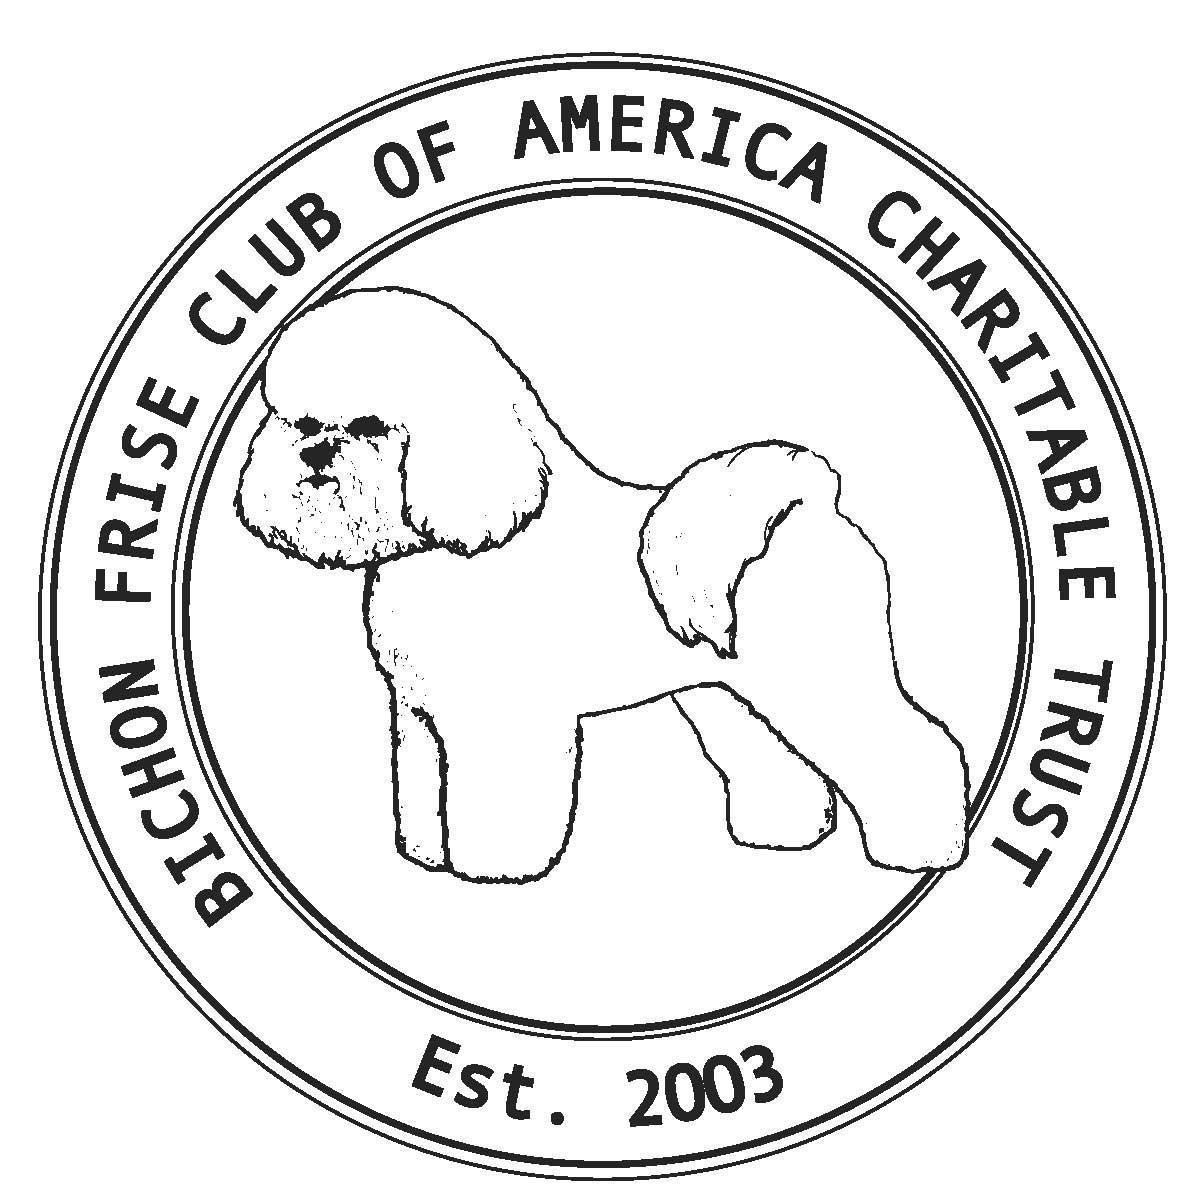 BICHON FRISE CLUB OF AMERICA CHARITABLE TRUST
Est. 2003